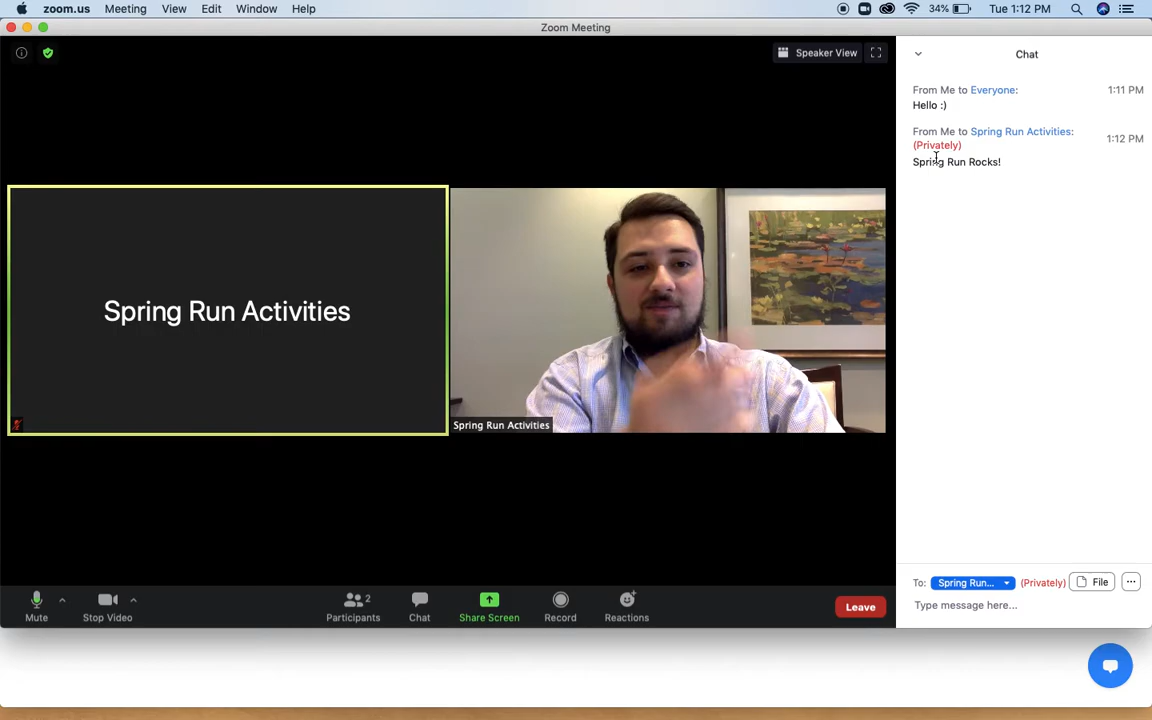 zoom.us Meeting View Edit Window Help 34% Tue 1:12 PM
Zoom Meeting
Speaker View
Chat
From Me to Everyone: 1:11 PM
Hello :)
From Me to Spring Run Activities: 1:12 PM
(Privately)
Spring Run Rocks!
Spring Run Activities
Spring Run Activities
To: Spring Run... (Privately) File ...
Type message here...
Mute Stop Video Participants 2 Chat Share Screen Record Reactions Leave